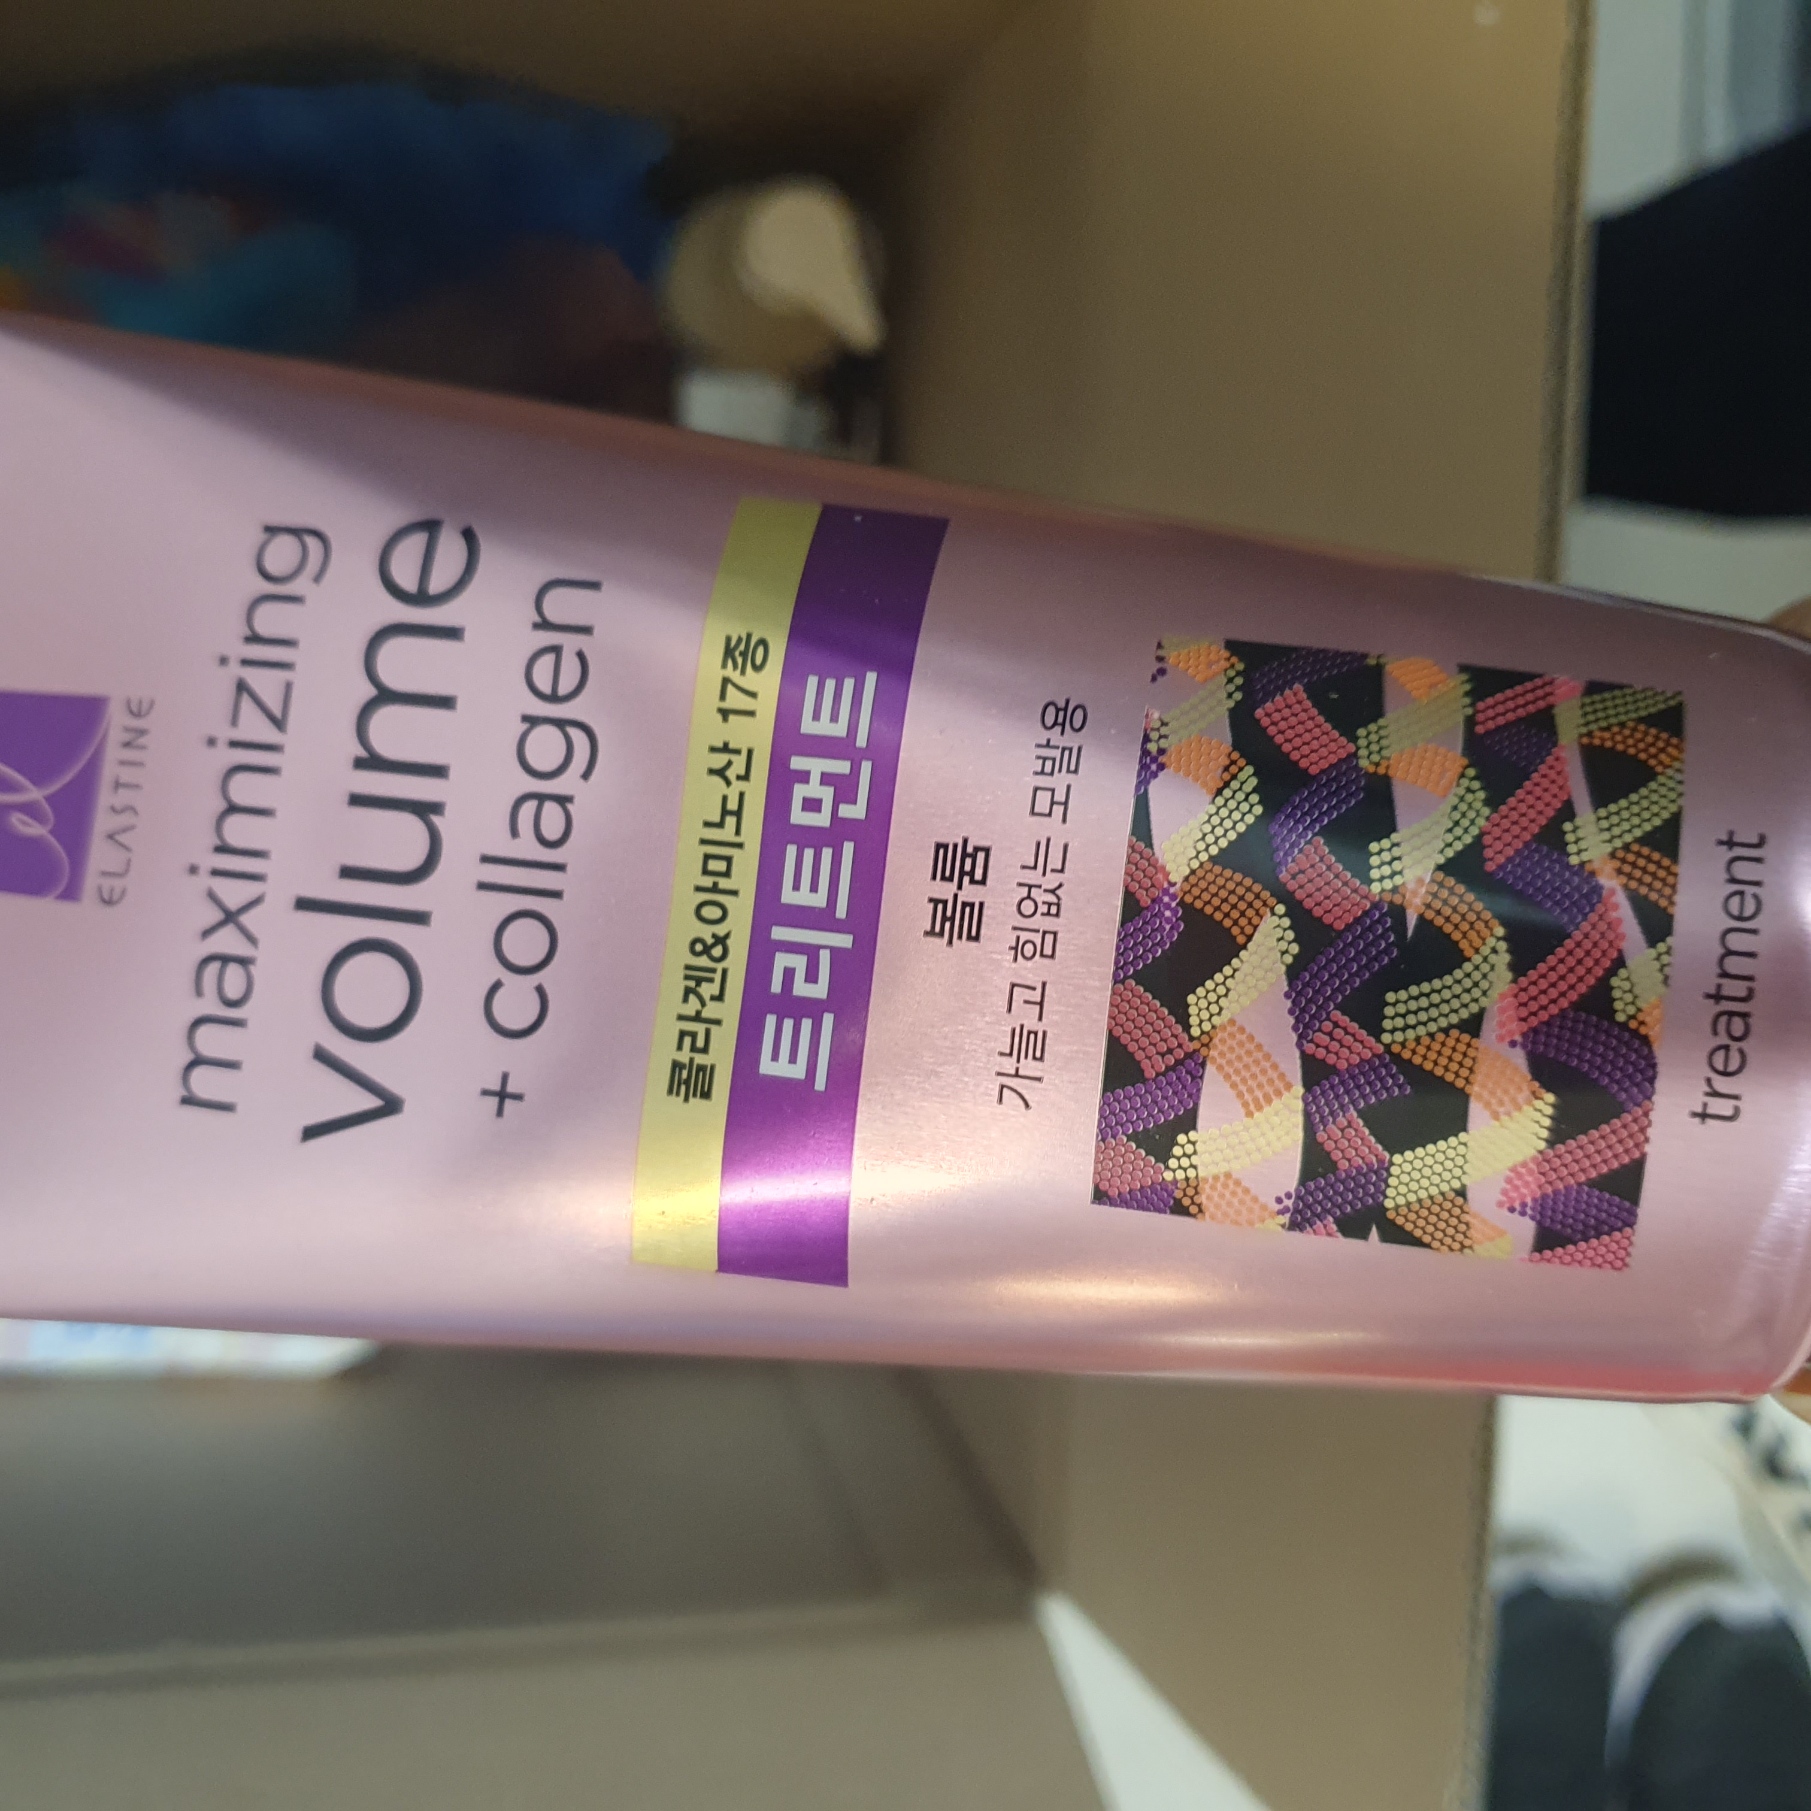 ELASTINE
maximizing
volume
+ collagen
콜라겐&아미노산 17종
트리트먼트
볼륨
가늘고 힘없는 모발용
treatment